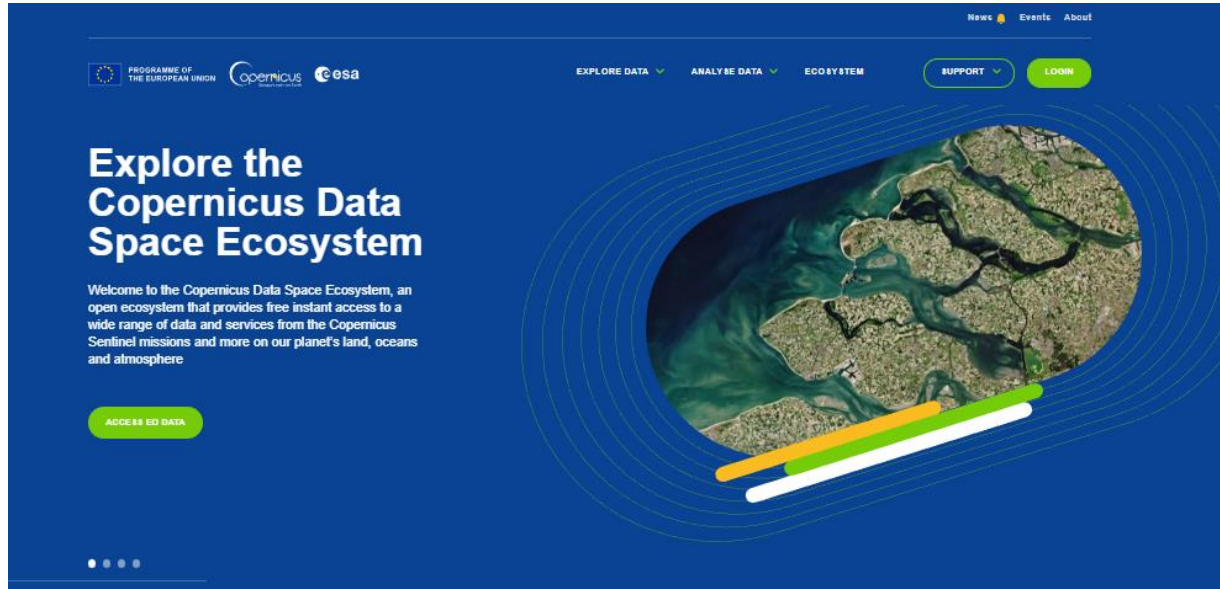 News Events About
PROGRAMME OF
THE EUROPEAN UNION
Copernicus
esa
EXPLORE DATA ANALYSE DATA ECOSYSTEM SUPPORT LOGIN
Explore the
Copernicus Data
Space Ecosystem
Welcome to the Copernicus Data Space Ecosystem, an
open ecosystem that provides free instant access to a
wide range of data and services from the Copernicus
Sentinel missions and more on our planet's land, oceans
and atmosphere
ACCESS EO DATA